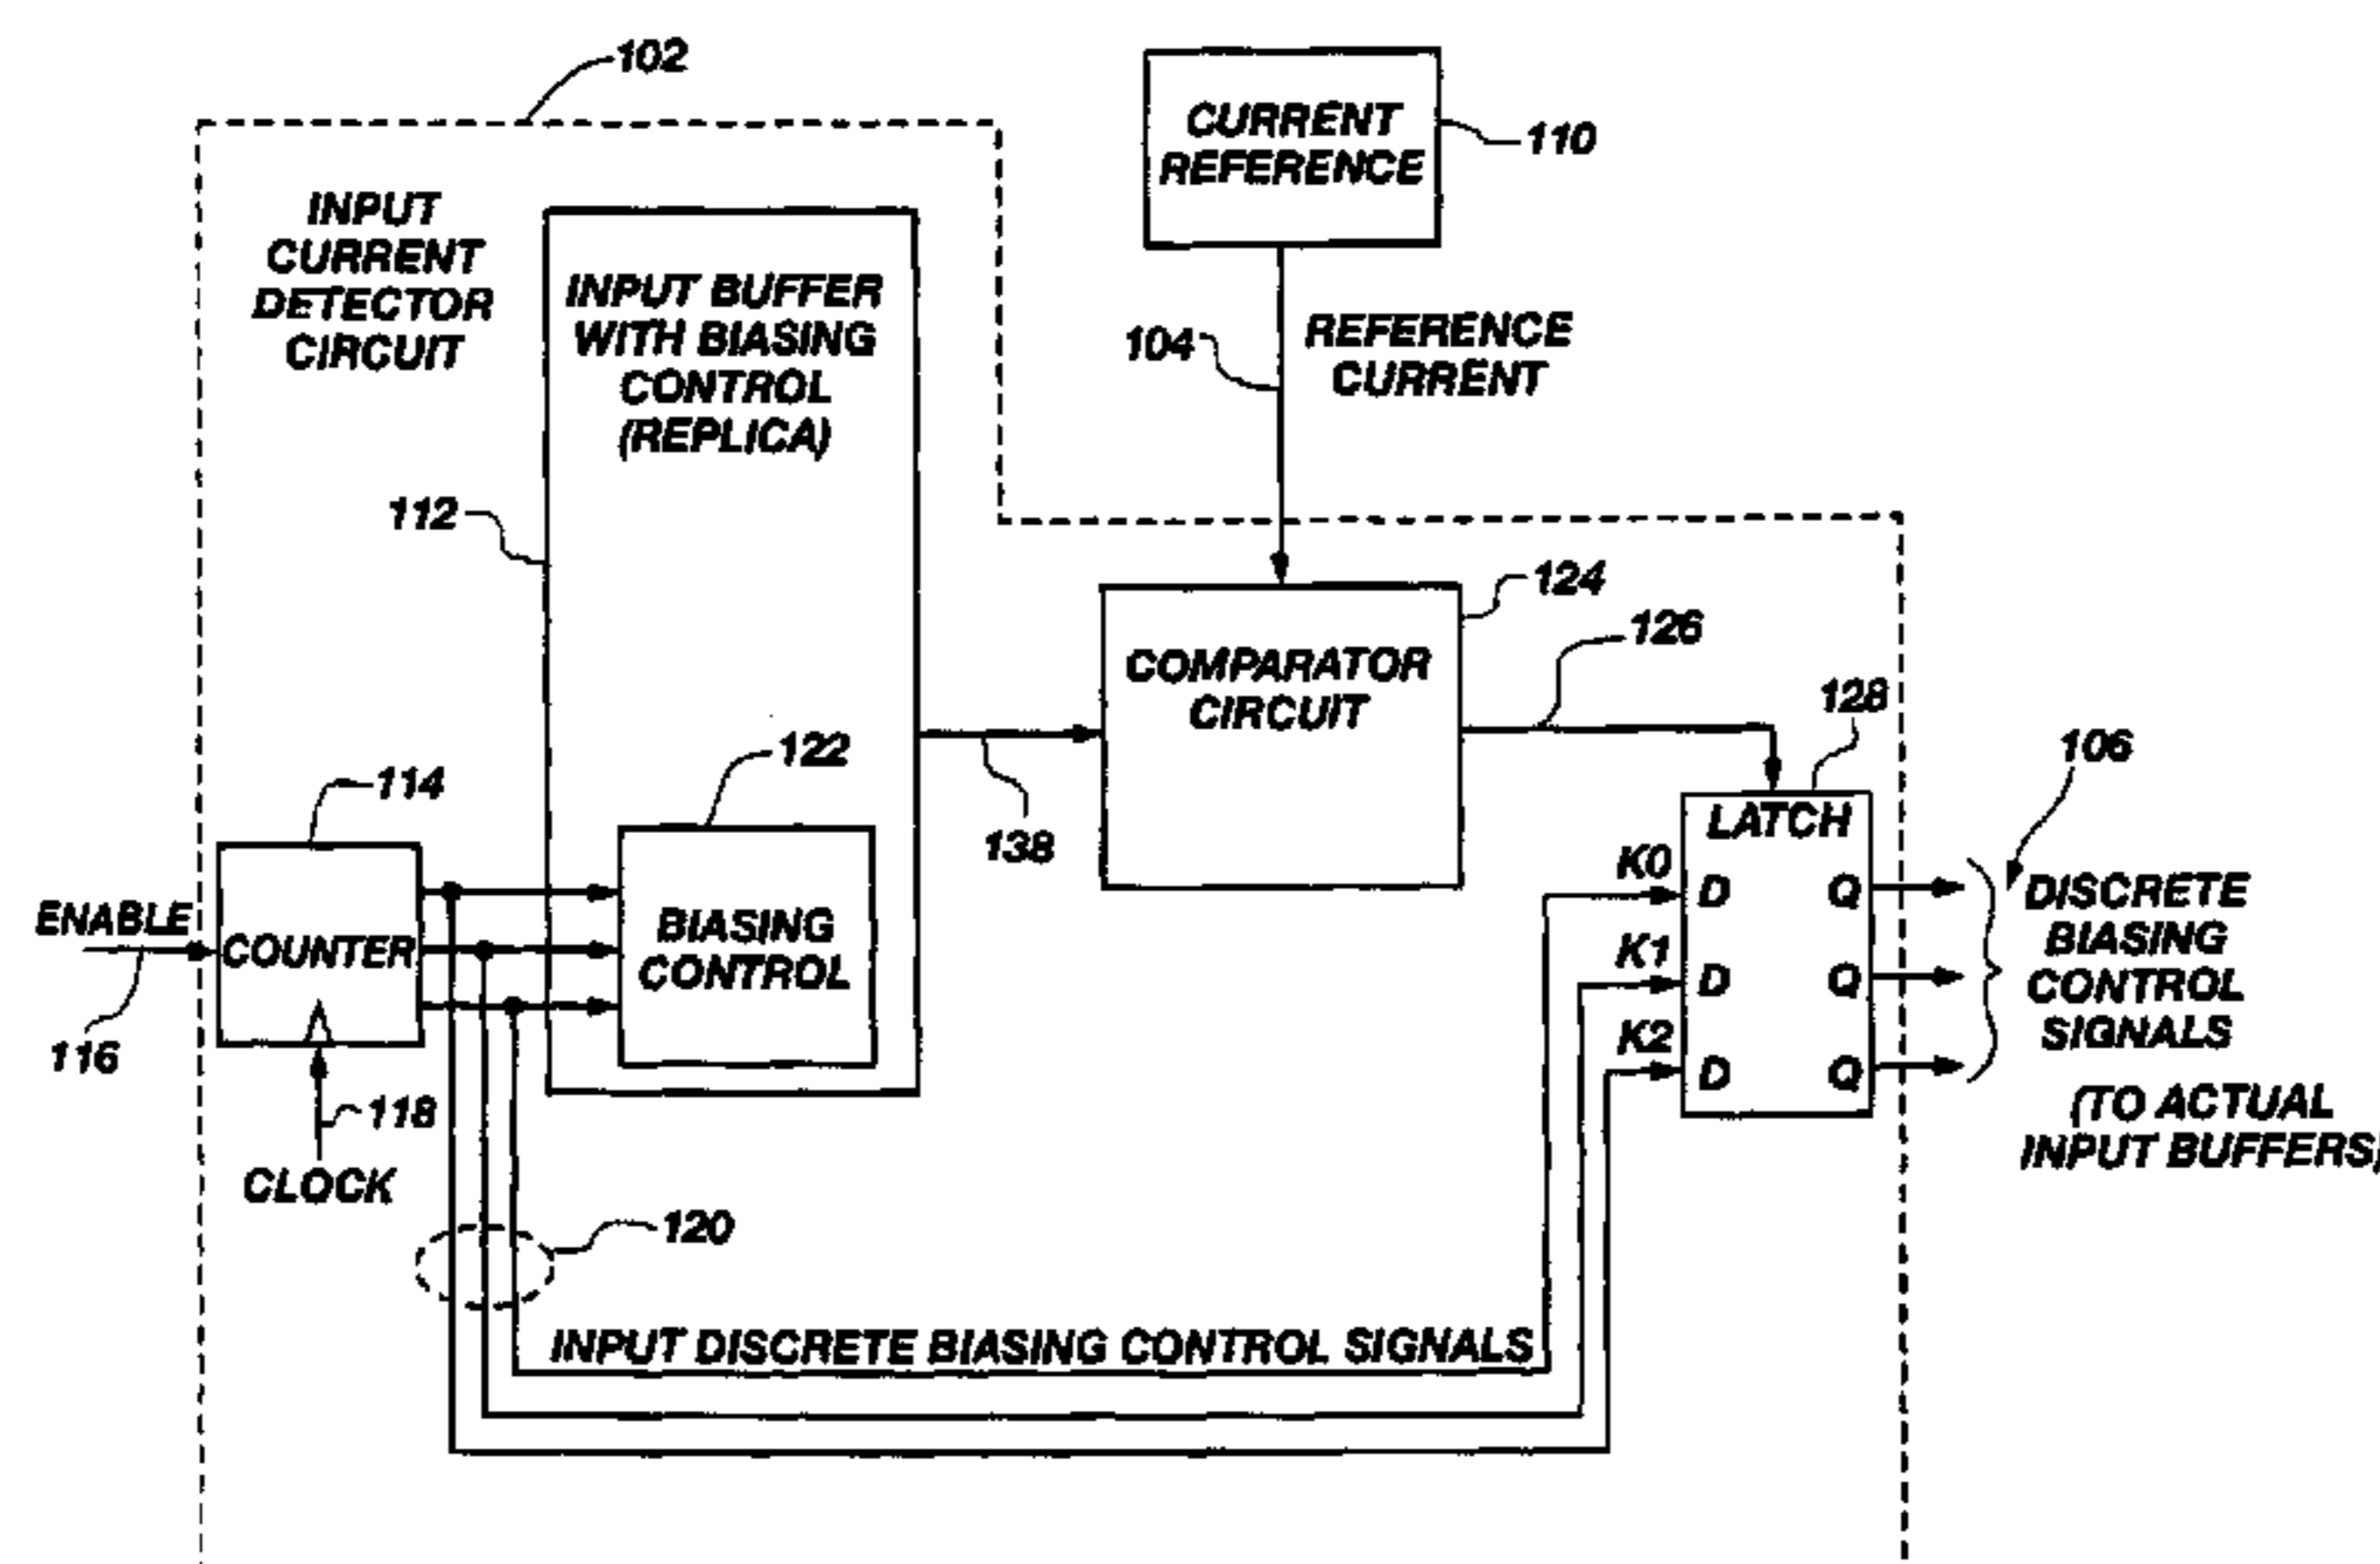 102
CURRENT
REFERENCE
110
INPUT
CURRENT
DETECTOR
CIRCUIT
INPUT BUFFER
WITH BIASING
CONTROL
(REPLICA)
104
REFERENCE
CURRENT
112
124
COMPARATOR
CIRCUIT
126
128
106
122
114
138
LATCH
K0
D
Q
K1
D
Q
K2
D
Q
DISCRETE
BIASING
CONTROL
SIGNALS
(TO ACTUAL
INPUT BUFFERS)
ENABLE
COUNTER
BIASING
CONTROL
116
118
CLOCK
120
INPUT DISCRETE BIASING CONTROL SIGNALS